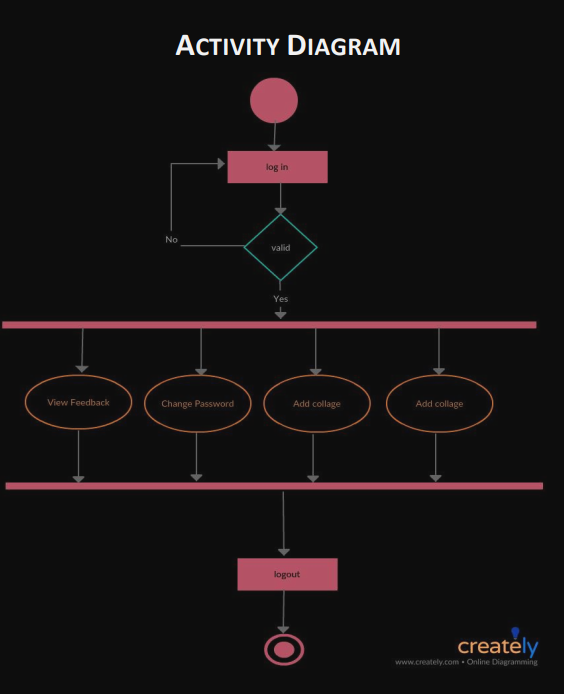 ACTIVITY DIAGRAM
log in
No
valid
Yes
View Feedback
Change Password
Add collage
Add collage
logout
creately
www.creately.com • Online Diagramming